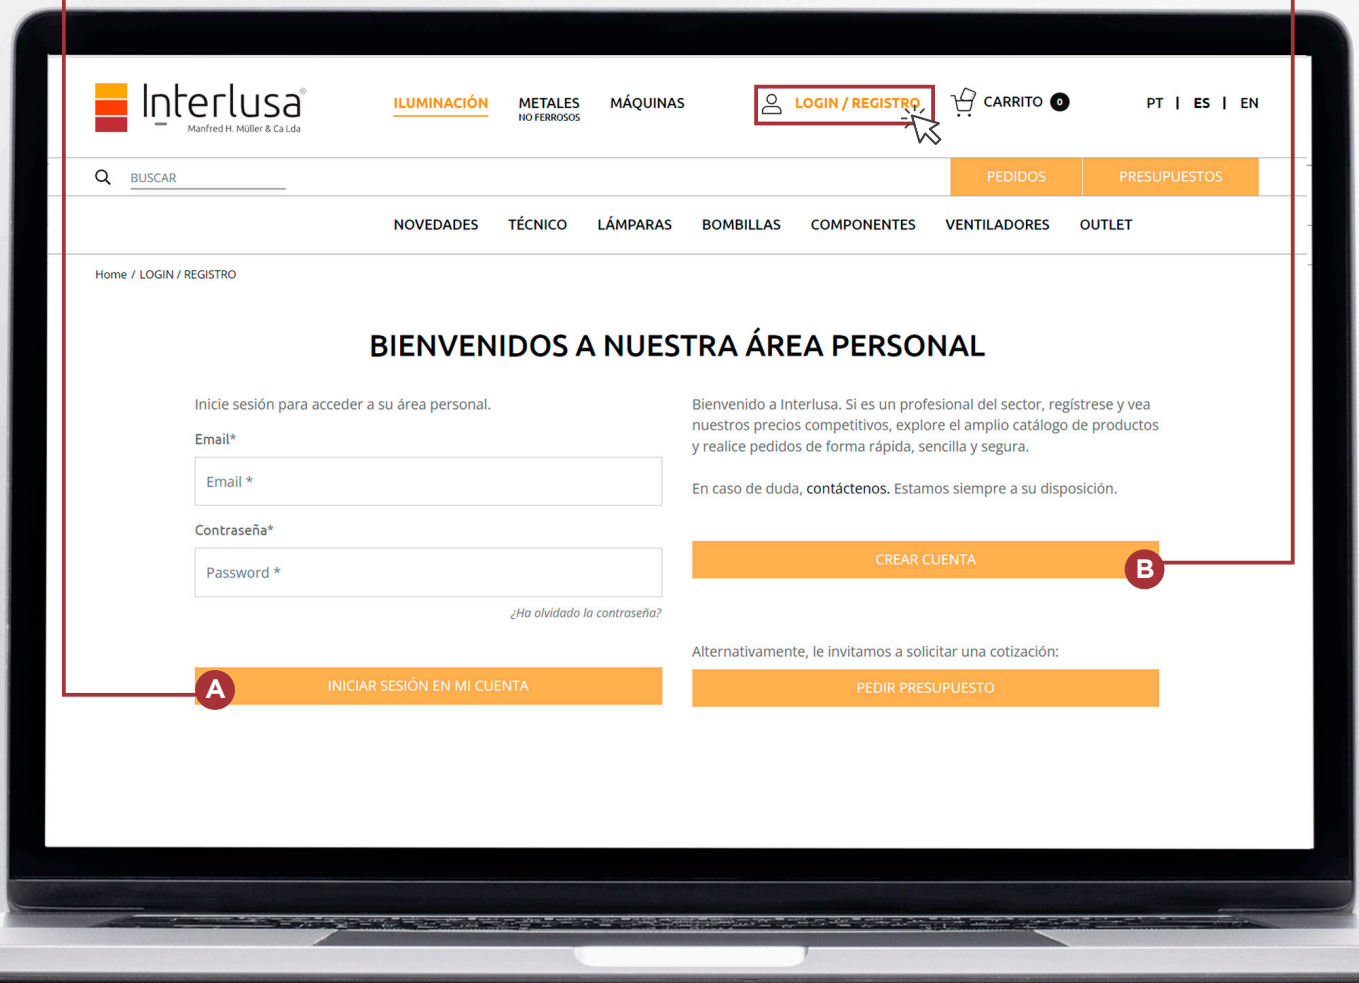 Interlusa®
Manfred H. Müller & Ca Lda
ILUMINACIÓN
METALES
NO FERROSOS
MÁQUINAS
LOGIN / REGISTRO
CARRITO 0
PT | ES | EN
BUSCAR
PEDIDOS
PRESUPUESTOS
NOVEDADES TÉCNICO LÁMPARAS BOMBILLAS COMPONENTES VENTILADORES OUTLET
Home / LOGIN / REGISTRO
BIENVENIDOS A NUESTRA ÁREA PERSONAL
Inicie sesión para acceder a su área personal.
Email*
Email *
Contraseña*
Password *
¿Ha olvidado la contraseña?
A
INICIAR SESIÓN EN MI CUENTA
Bienvenido a Interlusa. Si es un profesional del sector, regístrese y vea
nuestros precios competitivos, explore el amplio catálogo de productos
y realice pedidos de forma rápida, sencilla y segura.
En caso de duda, contáctenos. Estamos siempre a su disposición.
CREAR CUENTA
B
Alternativamente, le invitamos a solicitar una cotización:
PEDIR PRESUPUESTO